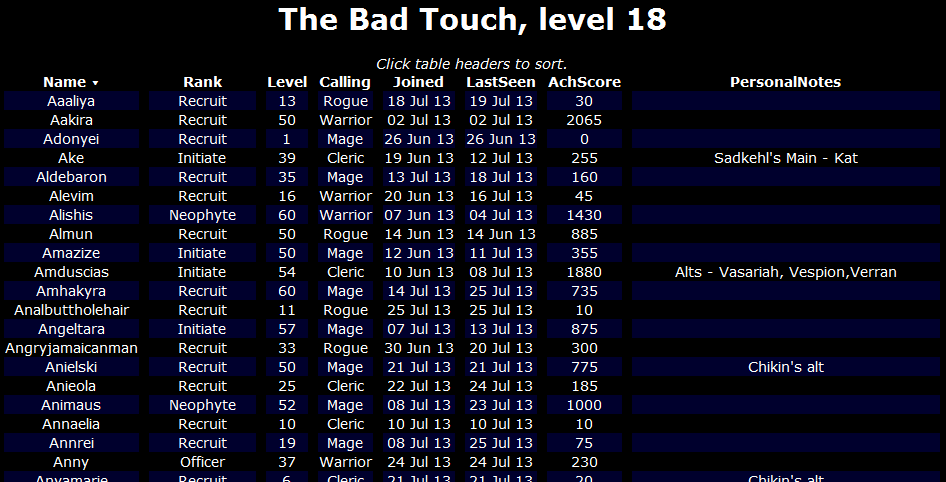 The Bad Touch, level 18
Click table headers to sort.
Name Rank Level Calling Joined LastSeen AchScore PersonalNotes
Aaaliya Recruit 13 Rogue 18 Jul 13 19 Jul 13 30
Aakira Recruit 50 Warrior 02 Jul 13 02 Jul 13 2065
Adonyei Recruit 1 Mage 26 Jun 13 26 Jun 13 0
Ake Initiate 39 Cleric 19 Jun 13 12 Jul 13 255 Sadkehl's Main - Kat
Aldebaron Recruit 35 Mage 13 Jul 13 18 Jul 13 160
Alevim Recruit 16 Warrior 20 Jun 13 16 Jul 13 45
Alishis Neophyte 60 Warrior 07 Jun 13 04 Jul 13 1430
Almun Recruit 50 Rogue 14 Jun 13 14 Jun 13 885
Amazize Initiate 50 Mage 12 Jun 13 11 Jul 13 355
Amduscias Initiate 54 Cleric 10 Jun 13 08 Jul 13 1880 Alts - Vasariah, Vespion,Verran
Amhakyra Recruit 60 Mage 14 Jul 13 25 Jul 13 735
Analbuttholehair Recruit 11 Rogue 25 Jul 13 25 Jul 13 10
Angeltara Initiate 57 Mage 07 Jul 13 13 Jul 13 875
Angryjamaicanman Recruit 33 Rogue 30 Jun 13 20 Jul 13 300
Anielski Recruit 50 Mage 21 Jul 13 21 Jul 13 775 Chikin's alt
Anieola Recruit 25 Cleric 22 Jul 13 24 Jul 13 185
Animaus Neophyte 52 Mage 08 Jul 13 23 Jul 13 1000
Annaelia Recruit 10 Cleric 10 Jul 13 10 Jul 13 10
Annrei Recruit 19 Mage 08 Jul 13 25 Jul 13 75
Anny Officer 37 Warrior 24 Jul 13 24 Jul 13 230
Anyamarie Recruit 6 Cleric 21 Jul 13 21 Jul 13 20 Chikin's alt